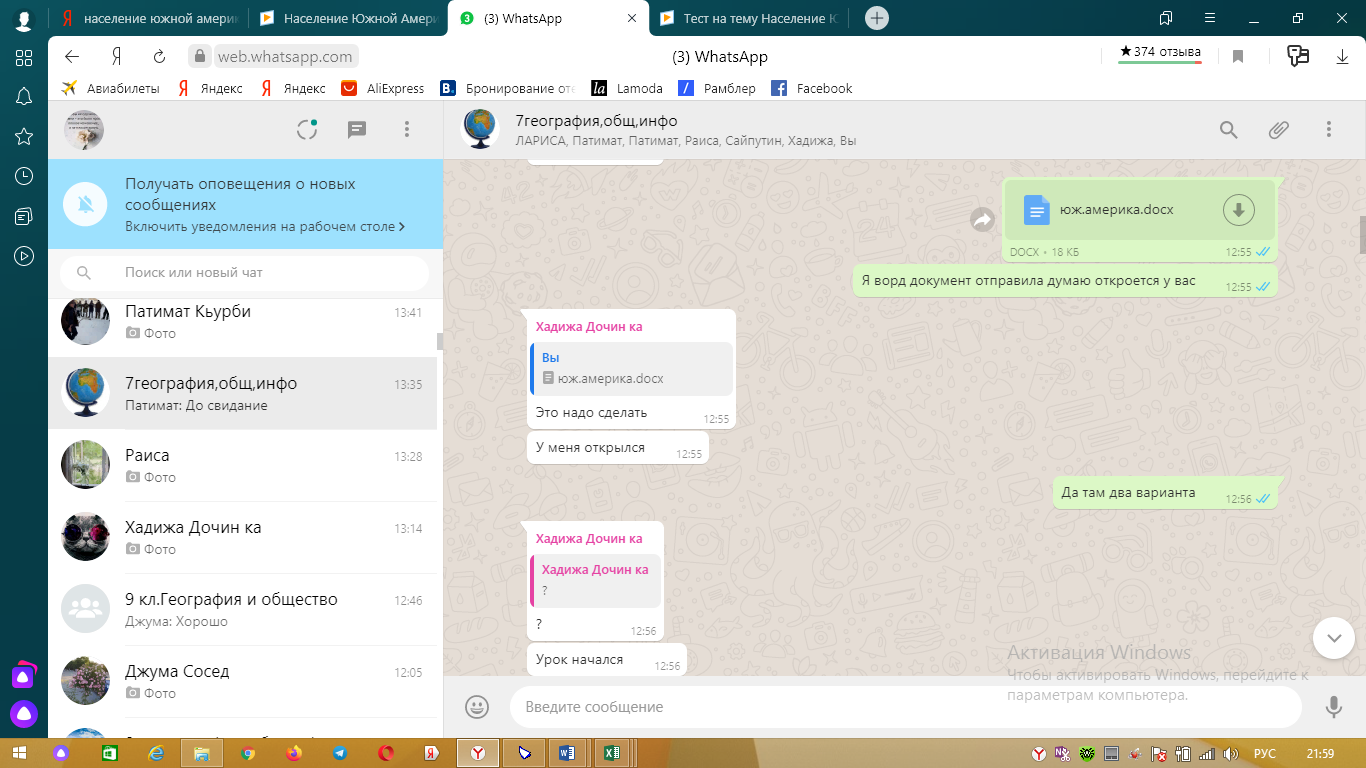 население южной америк
Население Южной Амери
(3) WhatsApp
Тест на тему Население Ю
web.whatsapp.com
(3) WhatsApp
★374 отзыва
Авиабилеты
Яндекс
Яндекс
AliExpress
Бронирование оте
Lamoda
Рамблер
Facebook
Получать оповещения о новых
сообщениях
Включить уведомления на рабочем столе >
Поиск или новый чат
Патимат Кьурби 13:41
Фото
7география,общ,инфо 13:35
Патимат: До свидание
Раиса 13:28
Фото
Хадижа Дочин ка 13:14
Фото
9 кл.География и общество 12:46
Джума: Хорошо
Джума Сосед 12:05
Фото
7география,общ,инфо
ЛАРИСА, Патимат, Патимат, Раиса, Сайпутин, Хадижа, Вы
юж.америка.docx
DOCX • 18 КБ 12:55
Я ворд документ отправила думаю откроется у вас 12:55
Хадижа Дочин ка
Вы
юж.америка.docx
Это надо сделать 12:55
У меня открылся 12:55
Да там два варианта 12:56
Хадижа Дочин ка
Хадижа Дочин ка
?
? 12:56
Урок начался 12:56
Активация Windows
Чтобы активировать Windows, перейдите к
параметрам компьютера.
Введите сообщение
РУС 21:59